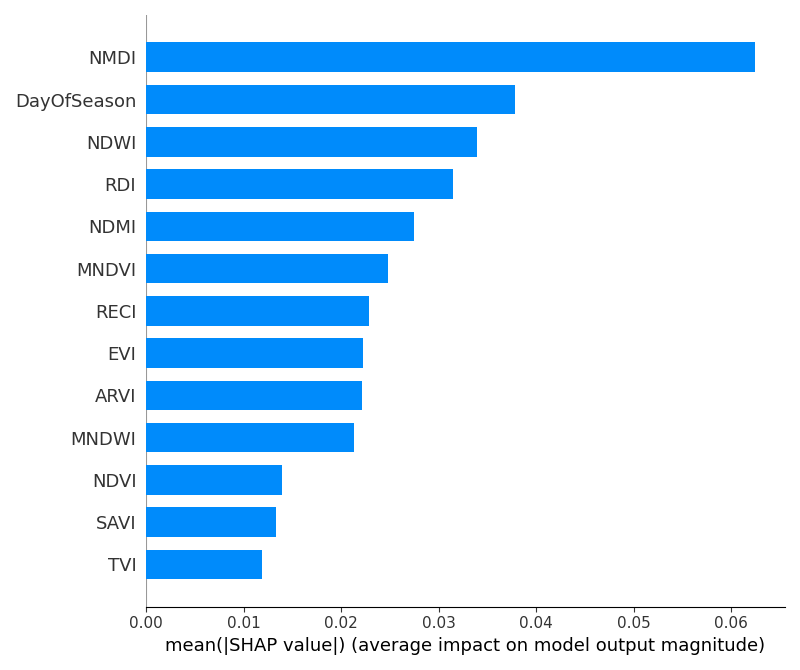 NMDI
DayOfSeason
NDWI
RDI
NDMI
MNDVI
RECI
EVI
ARVI
MNDWI
NDVI
SAVI
TVI
0.00 0.01 0.02 0.03 0.04 0.05 0.06
mean(|SHAP value|) (average impact on model output magnitude)